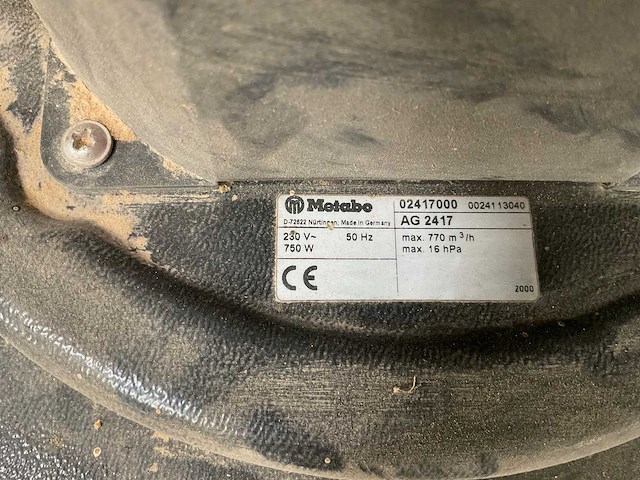 Metabo
D-72622 Nürtingen, Made in Germany
230 V~ 50 Hz
750 W
CE
02417000 0024113040
AG 2417
max. 770 m³/h
max. 16 hPa
2000